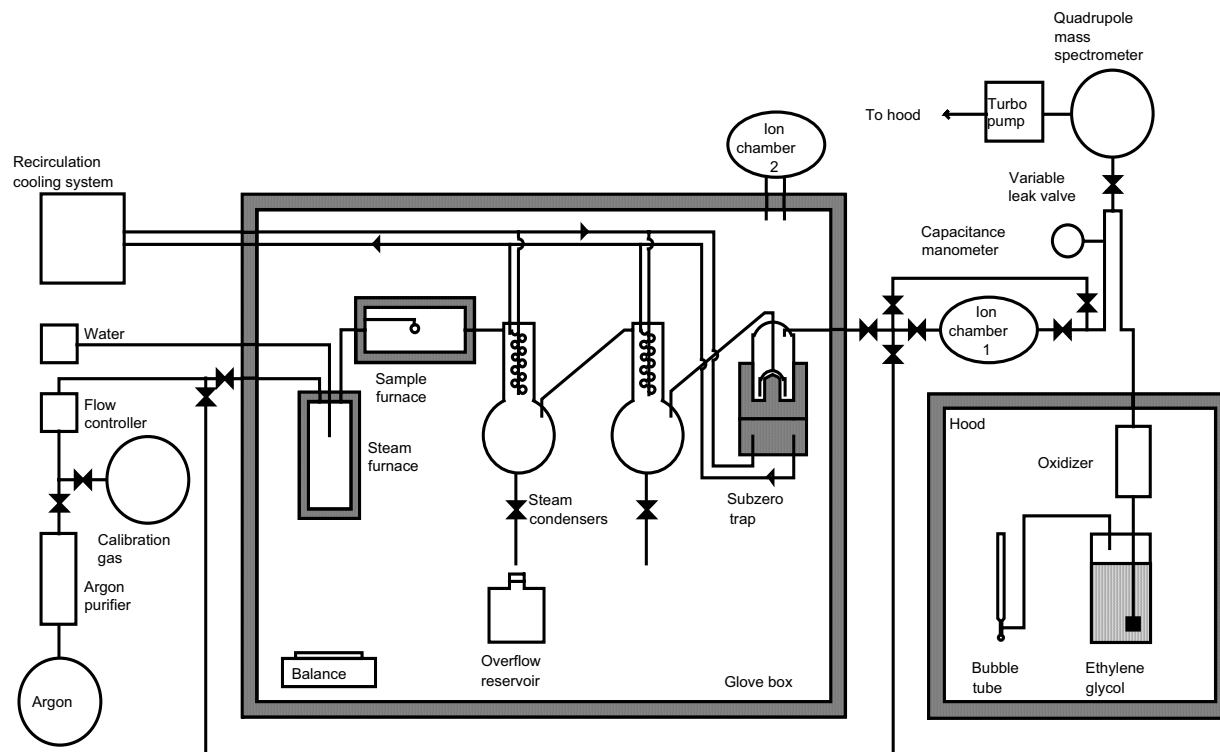 Quadrupole
mass
spectrometer
To hood
Turbo
pump
Ion
chamber
2
Recirculation
cooling system
Variable
leak valve
Capacitance
manometer
Water
Ion
chamber
1
Sample
furnace
Flow
controller
Steam
furnace
Hood
Oxidizer
Steam
condensers
Subzero
trap
Calibration
gas
Argon
purifier
Overflow
reservoir
Balance
Glove box
Bubble
tube
Ethylene
glycol
Argon